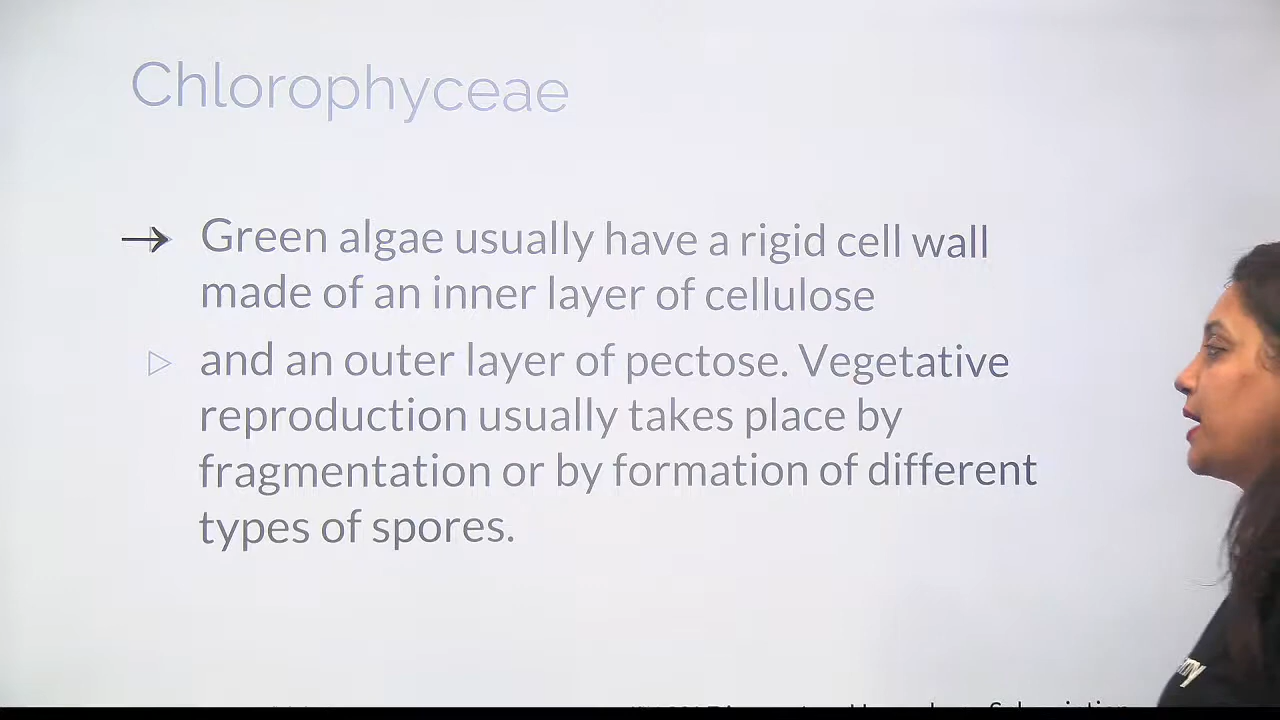 Chlorophyceae
Green algae usually have a rigid cell wall
made of an inner layer of cellulose
and an outer layer of pectose. Vegetative
reproduction usually takes place by
fragmentation or by formation of different
types of spores.